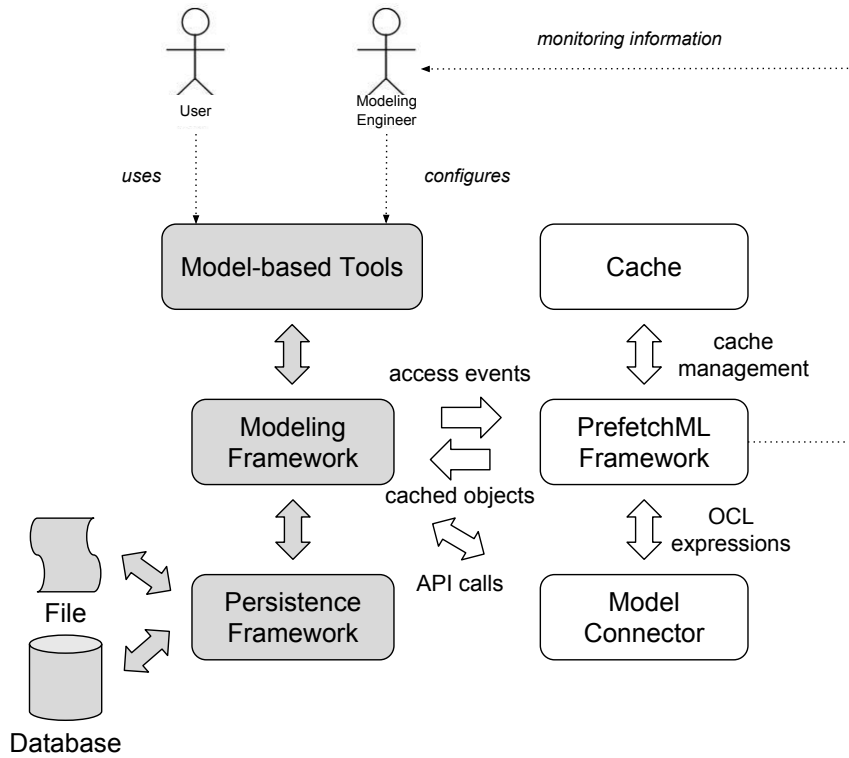 monitoring information
User
Modeling
Engineer
uses
configures
Model-based Tools
Cache
cache
management
access events
Modeling
Framework
PrefetchML
Framework
cached objects
OCL
expressions
API calls
File
Persistence
Framework
Model
Connector
Database